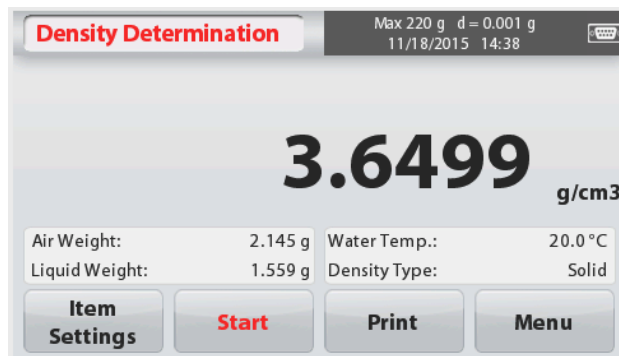 Density Determination
Max 220 g d = 0.001 g
11/18/2015 14:38
3.6499 g/cm3
Air Weight: 2.145 g Water Temp.: 20.0 °C
Liquid Weight: 1.559 g Density Type: Solid
Item Settings
Start
Print
Menu